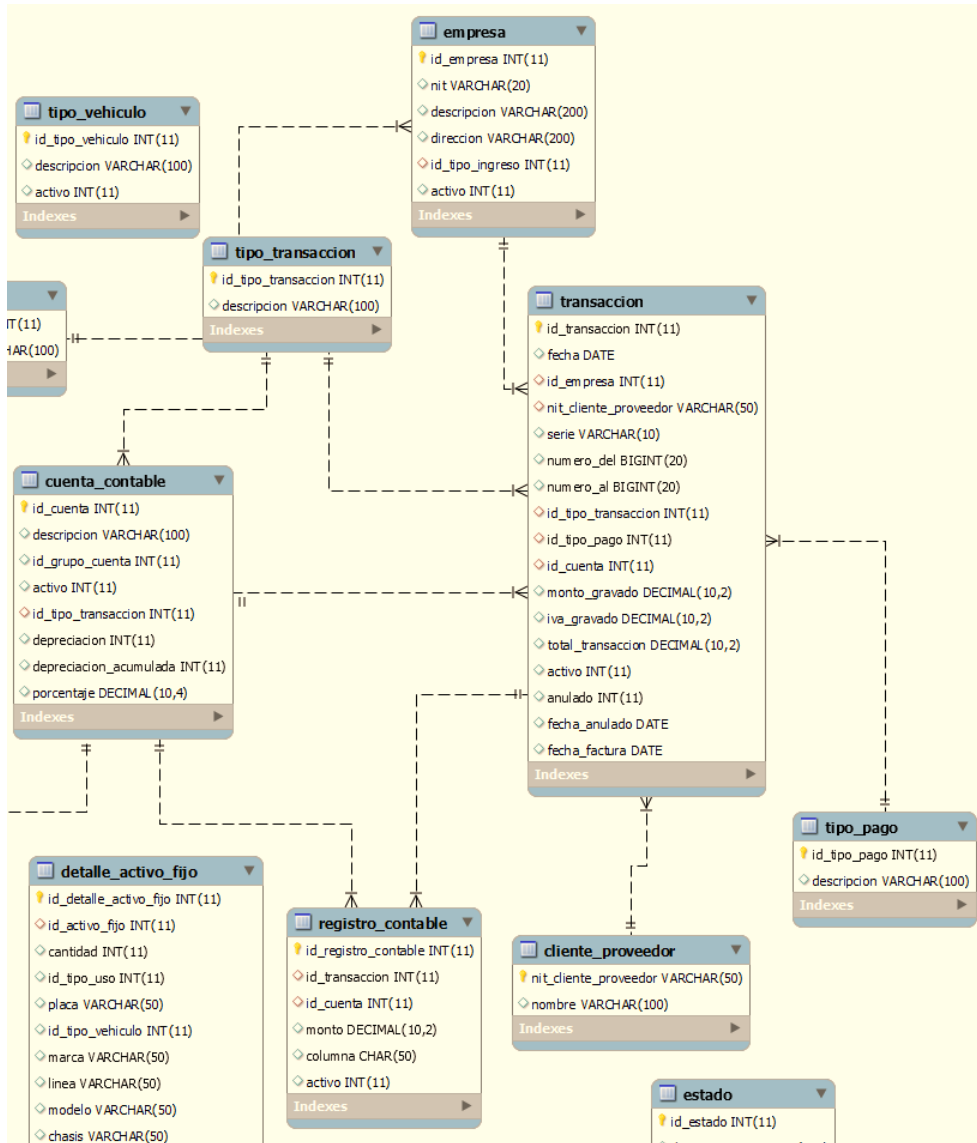 empresa
id_empresa INT(11)
nit VARCHAR(20)
descripcion VARCHAR(200)
direccion VARCHAR(200)
id_tipo_ingreso INT(11)
activo INT(11)
Indexes
tipo_vehiculo
id_tipo_vehiculo INT(11)
descripcion VARCHAR(100)
activo INT(11)
Indexes
tipo_transaccion
id_tipo_transaccion INT(11)
descripcion VARCHAR(100)
Indexes
INT(11)
HAR(100)
transaccion
id_transaccion INT(11)
fecha DATE
id_empresa INT(11)
nit_cliente_proveedor VARCHAR(50)
serie VARCHAR(10)
numero_del BIGINT(20)
numero_al BIGINT(20)
id_tipo_transaccion INT(11)
id_tipo_pago INT(11)
id_cuenta INT(11)
monto_gravado DECIMAL(10,2)
iva_gravado DECIMAL(10,2)
total_transaccion DECIMAL(10,2)
activo INT(11)
anulado INT(11)
fecha_anulado DATE
fecha_factura DATE
Indexes
cuenta_contable
id_cuenta INT(11)
descripcion VARCHAR(100)
id_grupo_cuenta INT(11)
activo INT(11)
id_tipo_transaccion INT(11)
depreciacion INT(11)
depreciacion_acumulada INT(11)
porcentaje DECIMAL(10,4)
Indexes
tipo_pago
id_tipo_pago INT(11)
descripcion VARCHAR(100)
Indexes
detalle_activo_fijo
id_detalle_activo_fijo INT(11)
id_activo_fijo INT(11)
cantidad INT(11)
id_tipo_uso INT(11)
placa VARCHAR(50)
id_tipo_vehiculo INT(11)
marca VARCHAR(50)
linea VARCHAR(50)
modelo VARCHAR(50)
chasis VARCHAR(50)
registro_contable
id_registro_contable INT(11)
id_transaccion INT(11)
id_cuenta INT(11)
monto DECIMAL(10,2)
columna CHAR(50)
activo INT(11)
Indexes
cliente_proveedor
nit_cliente_proveedor VARCHAR(50)
nombre VARCHAR(100)
Indexes
estado
id_estado INT(11)